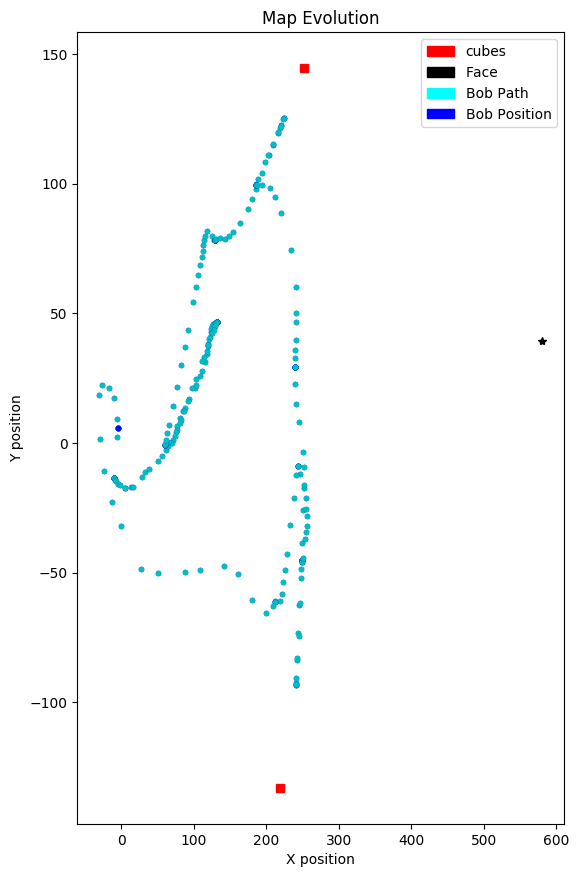 Map Evolution
cubes
Face
Bob Path
Bob Position
150
100
50
0
−50
−100
Y position
0
100
200
300
400
500
600
X position